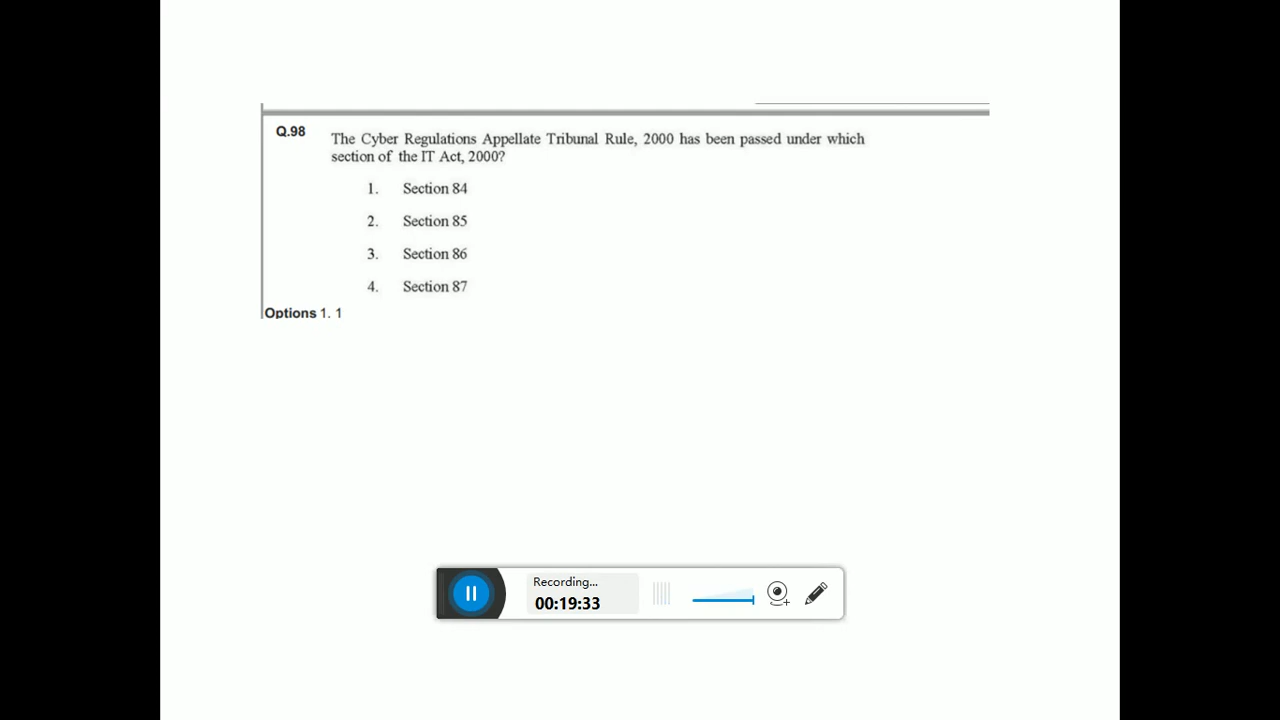 Q.98
The Cyber Regulations Appellate Tribunal Rule, 2000 has been passed under which
section of the IT Act, 2000?
1. Section 84
2. Section 85
3. Section 86
4. Section 87
Options 1. 1
Recording...
00:19:33